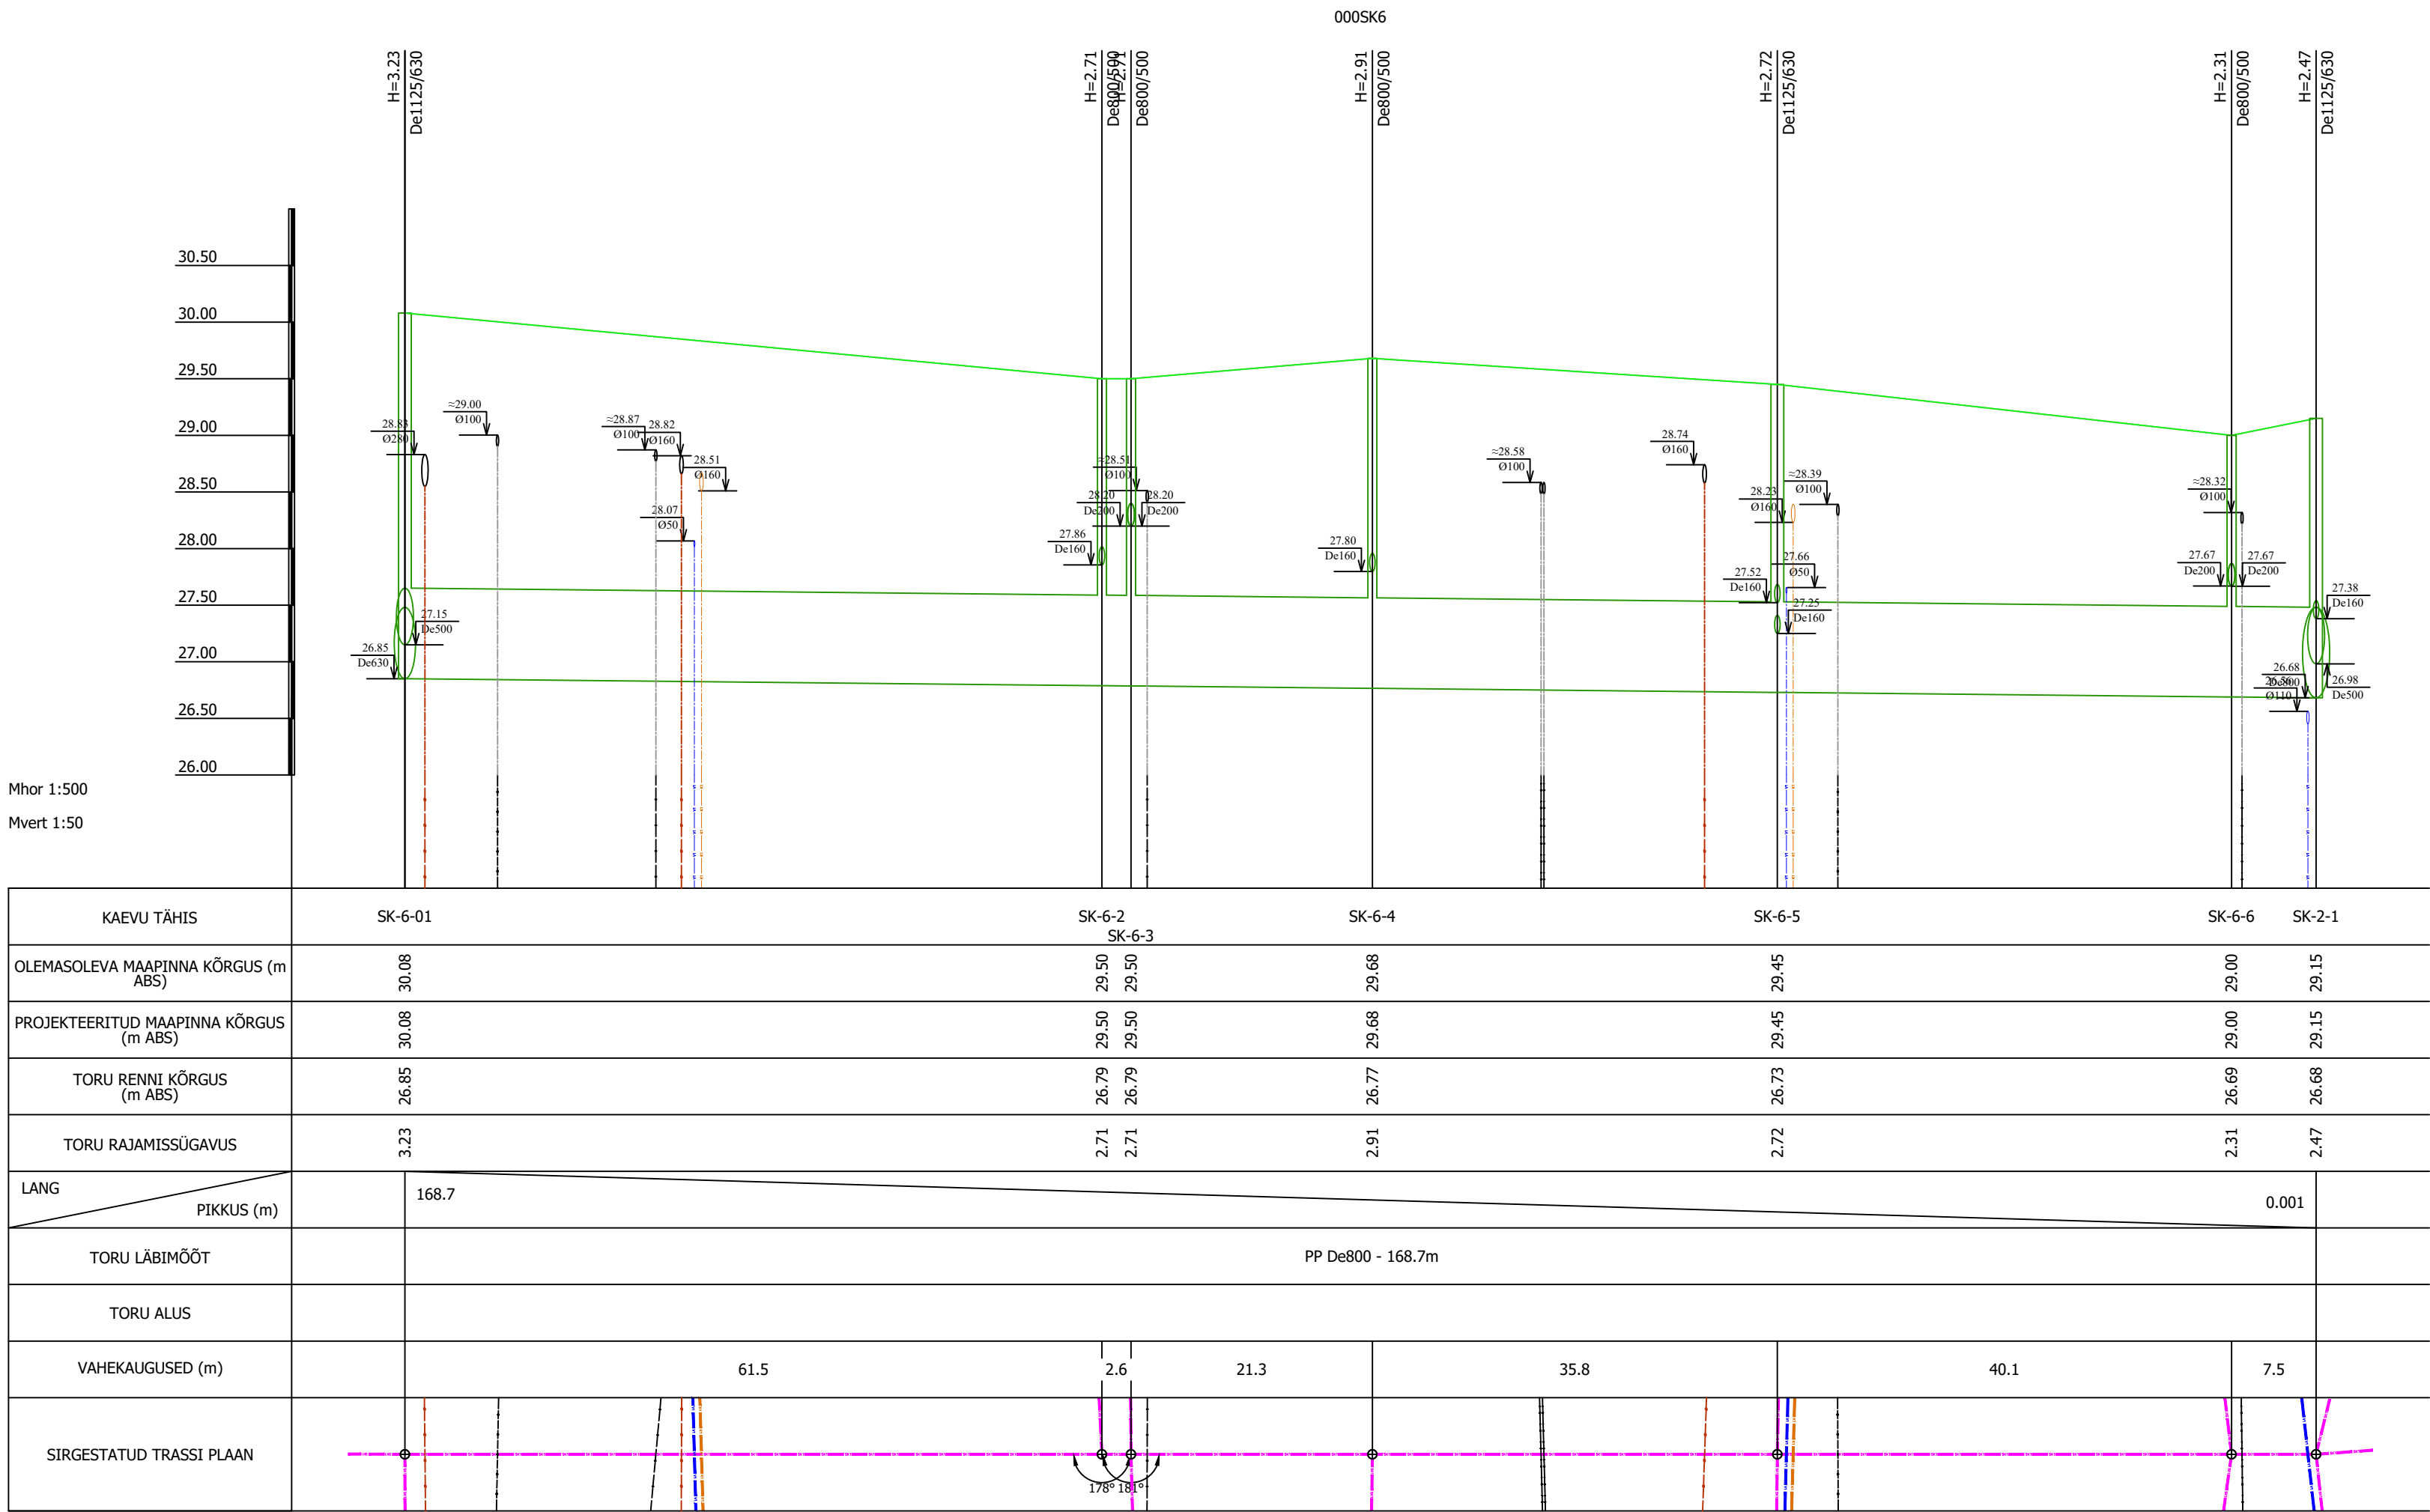 000SK6
H=3.23
De1125/630
H=2.71
De800/500
H=2.71
De800/500
H=2.91
De800/500
H=2.72
De1125/630
H=2.31
De800/500
H=2.47
De1125/630
30.50
30.00
29.50
29.00
28.50
28.00
27.50
27.00
26.50
26.00
28.83
Ø280
≈29.00
Ø100
≈28.87
Ø100
28.82
Ø160
28.51
Ø160
28.07
Ø50
27.15
De500
26.85
De630
≈28.51
Ø100
28.20
De200
28.20
De200
27.86
De160
27.80
De160
≈28.58
Ø100
28.74
Ø160
≈28.39
Ø100
28.23
Ø160
27.66
Ø50
27.52
De160
27.25
De160
≈28.32
Ø100
27.67
De200
27.67
De200
27.38
De160
26.68
De800
26.56
Ø110
26.98
De500
Mhor 1:500
Mvert 1:50
KAEVU TÄHIS
SK-6-01
SK-6-2
SK-6-3
SK-6-4
SK-6-5
SK-6-6
SK-2-1
OLEMASOLEVA MAAPINNA KÕRGUS (m
ABS)
30.08
29.50
29.50
29.68
29.45
29.00
29.15
PROJEKTEERITUD MAAPINNA KÕRGUS
(m ABS)
30.08
29.50
29.50
29.68
29.45
29.00
29.15
TORU RENNI KÕRGUS
(m ABS)
26.85
26.79
26.79
26.77
26.73
26.69
26.68
TORU RAJAMISSÜGAVUS
3.23
2.71
2.71
2.91
2.72
2.31
2.47
LANG
PIKKUS (m)
168.7
0.001
TORU LÄBIMÕÕT
PP De800 - 168.7m
TORU ALUS
VAHEKAUGUSED (m)
61.5
2.6
21.3
35.8
40.1
7.5
SIRGESTATUD TRASSI PLAAN
178°
181°